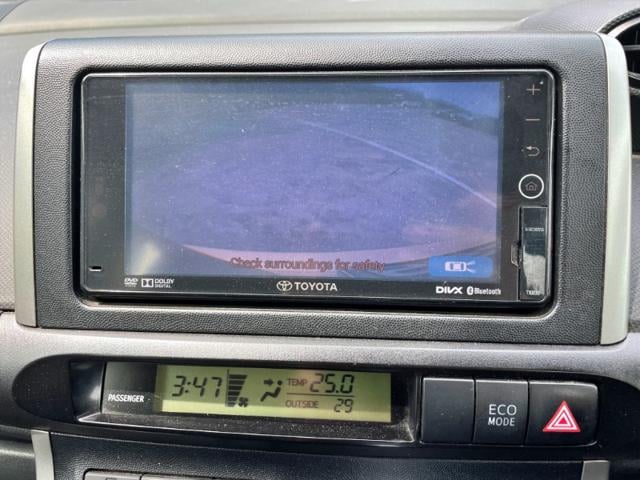 +
−
Check surroundings for safety
DVD DOLBY DIGITAL
TOYOTA
DIVX Bluetooth
3:47 TEMP 25.0
OUTSIDE 29
PASSENGER
ECO
MODE